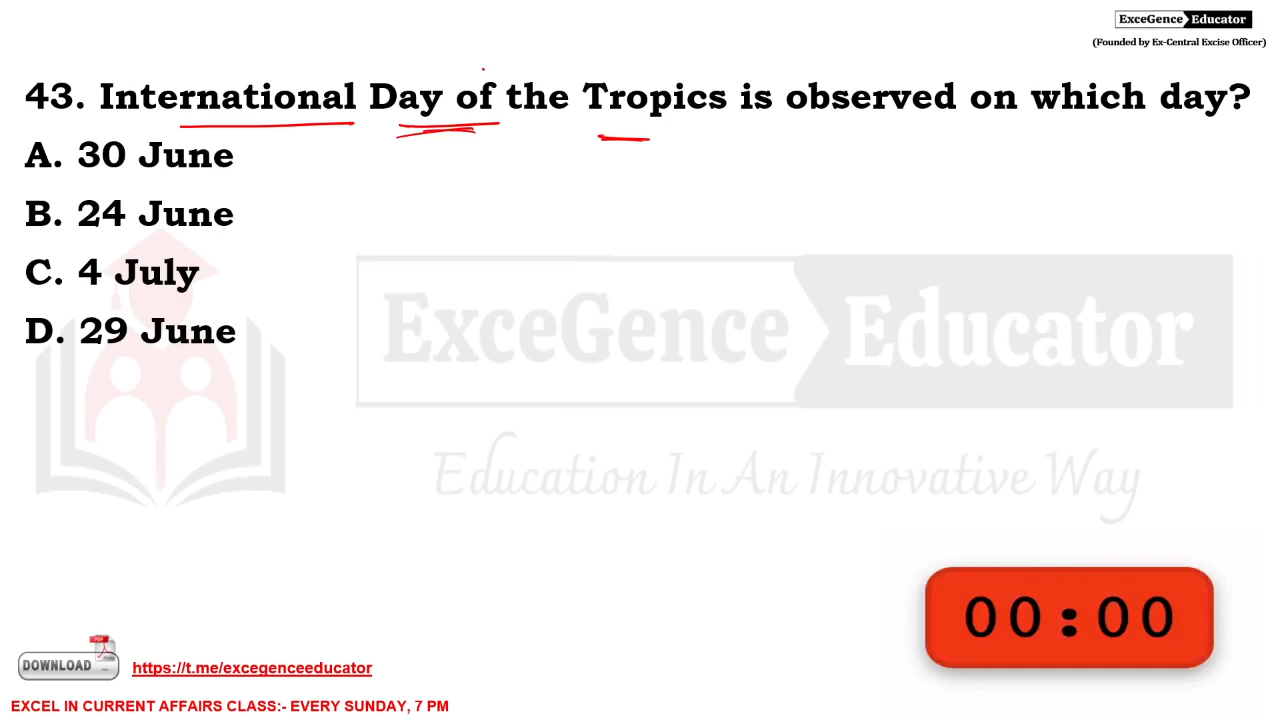 ExceGence Educator
(Founded by Ex-Central Excise Officer)
43. International Day of the Tropics is observed on which day?
A. 30 June
B. 24 June
C. 4 July
D. 29 June
ExceGence Educator
Education In An Innovative Way
00:00
PDF
DOWNLOAD
https://t.me/excegenceeducator
EXCEL IN CURRENT AFFAIRS CLASS:- EVERY SUNDAY, 7 PM